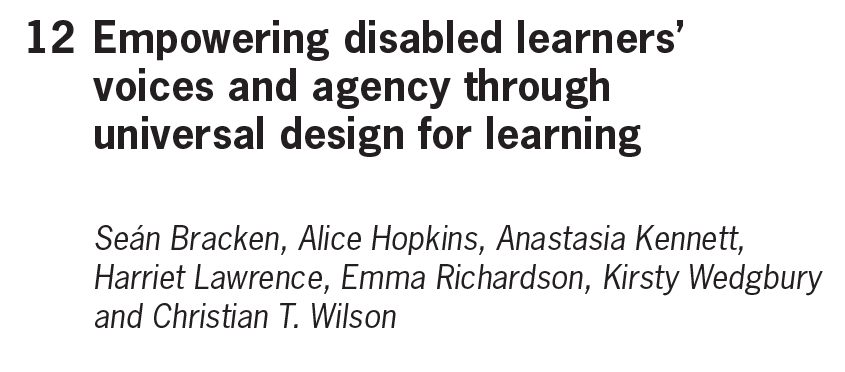 12 Empowering disabled learners’
voices and agency through
universal design for learning
Seán Bracken, Alice Hopkins, Anastasia Kennett,
Harriet Lawrence, Emma Richardson, Kirsty Wedgbury
and Christian T. Wilson